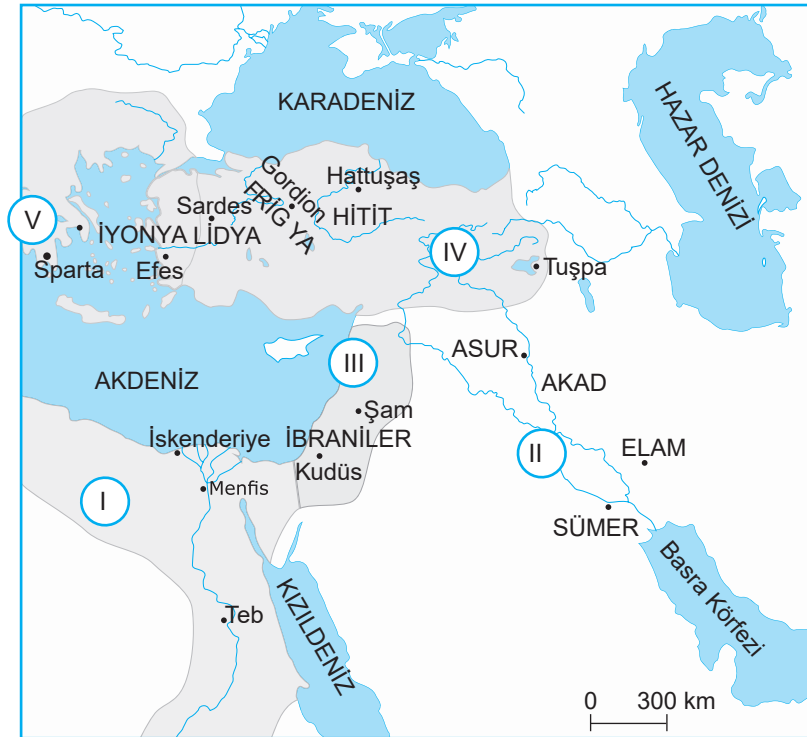 KARADENİZ
HAZAR DENİZİ
Gordion
Hattuşaş
FRİG YA
Sardes
HİTİT
V
İYONYA LİDYA
IV
Sparta
Efes
Tuşpa
ASUR
III
AKDENİZ
AKAD
Şam
İskenderiye
İBRANİLER
II
ELAM
Kudüs
I
Menfis
SÜMER
Basra Körfezi
KIZILDENİZ
Teb
0 300 km